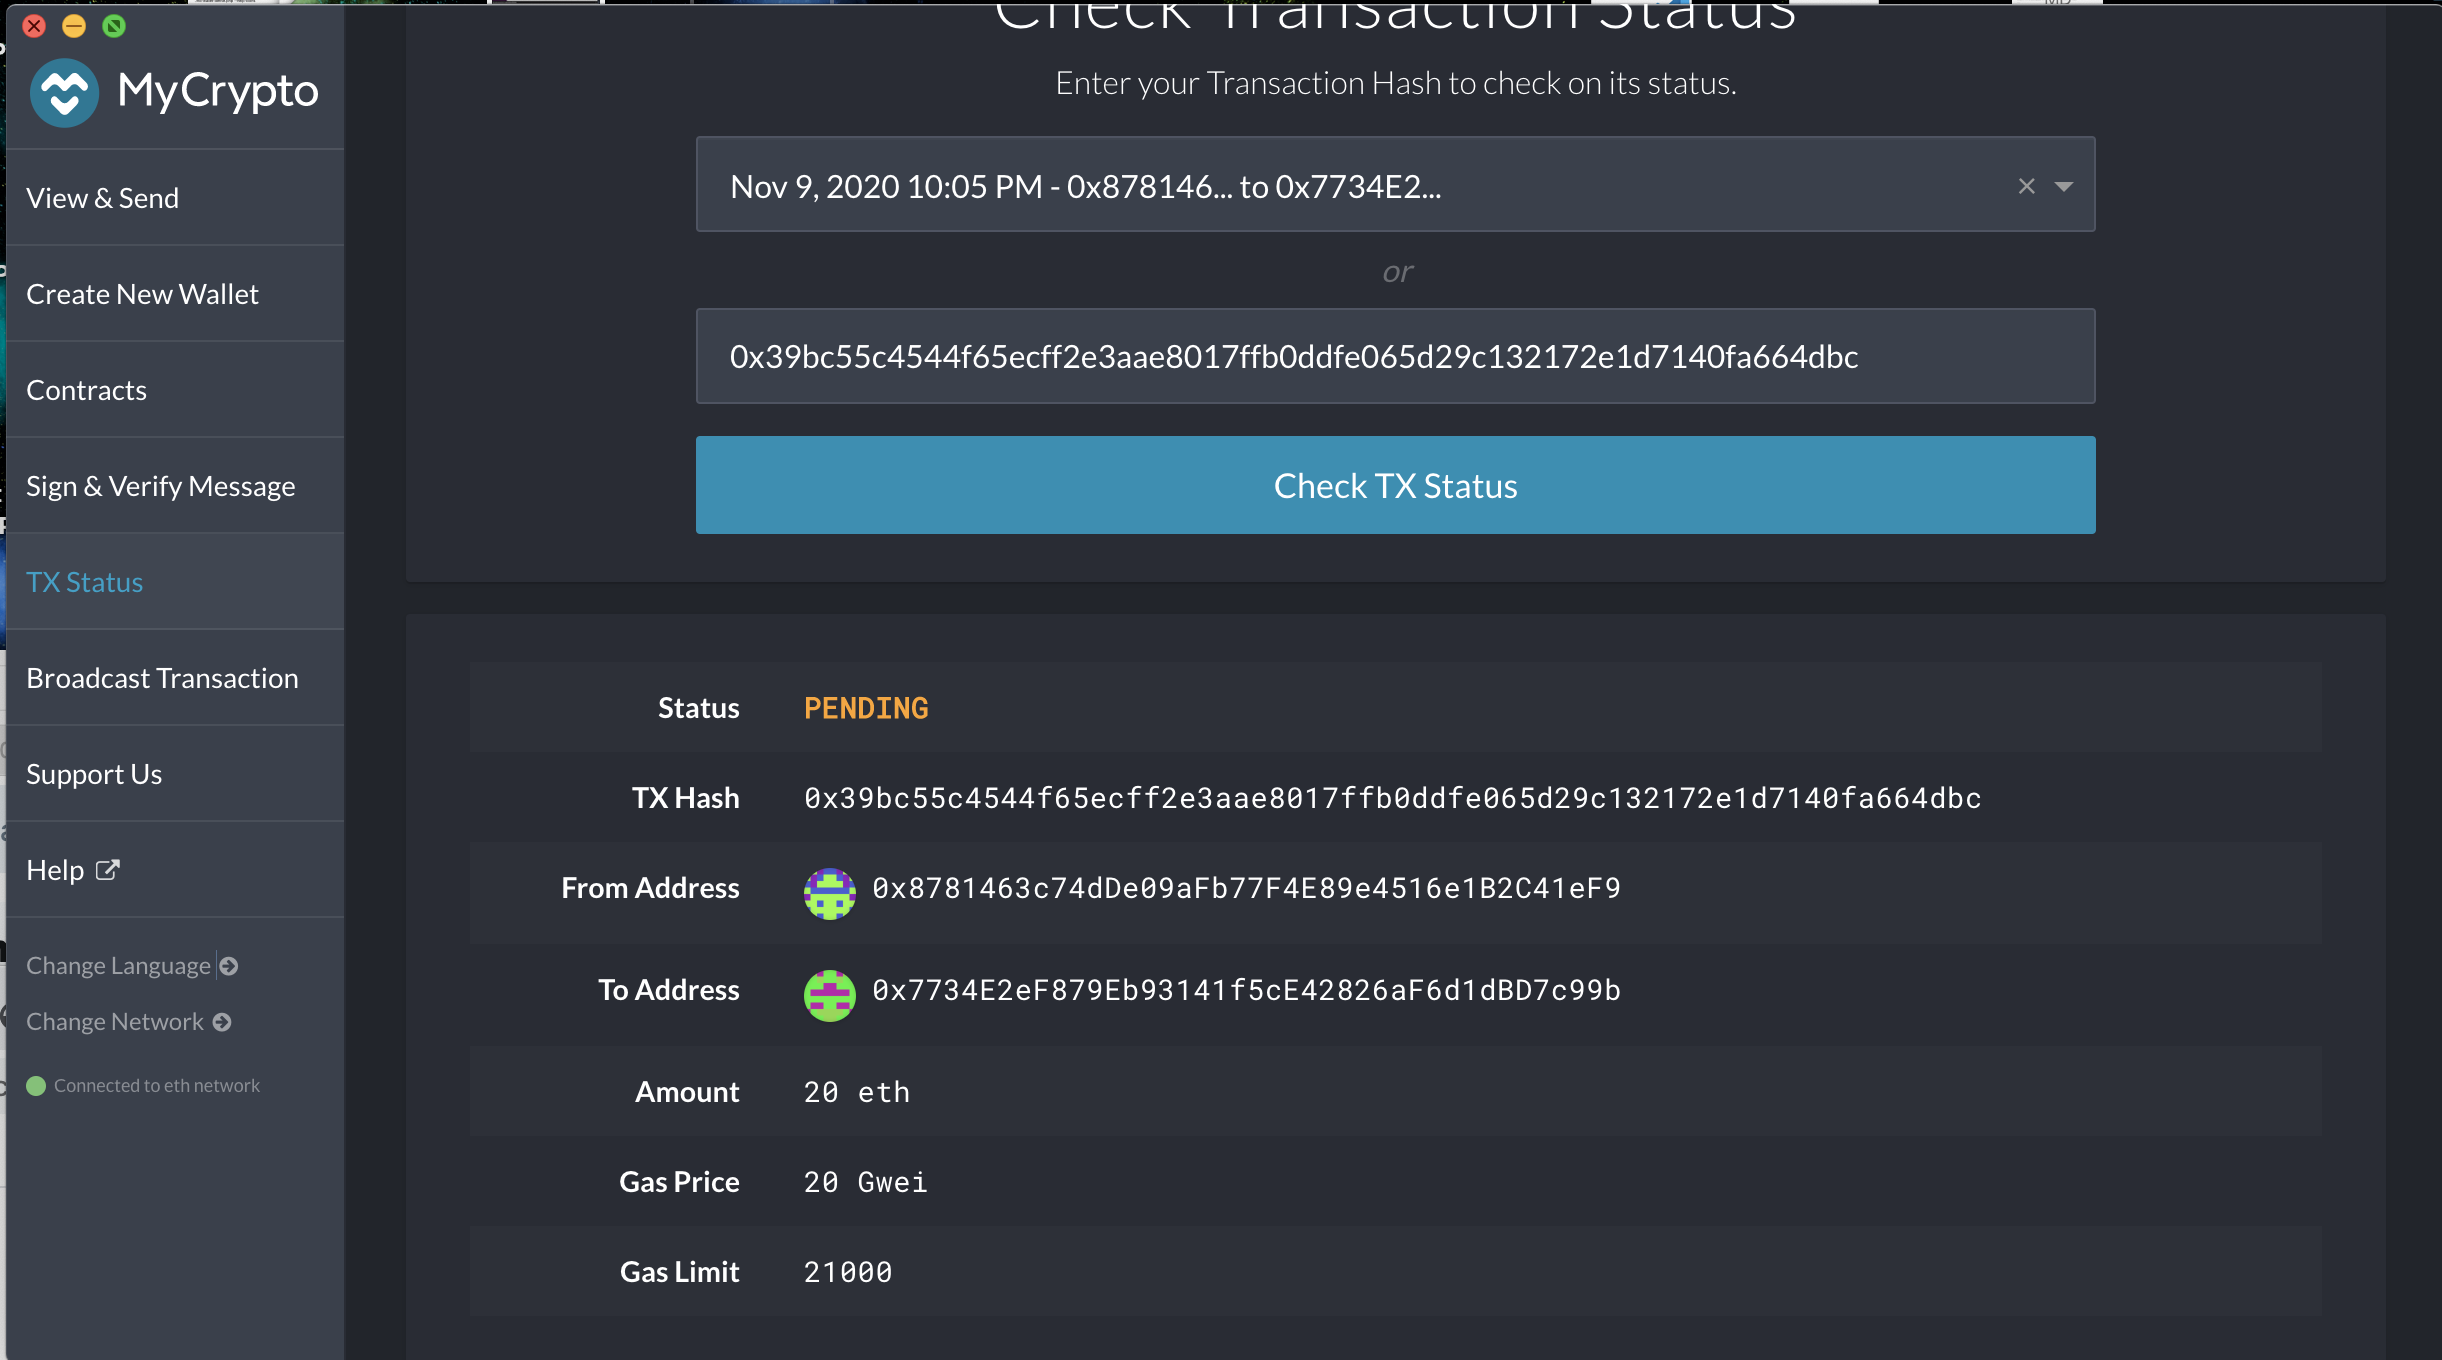 Check Transaction Status
MyCrypto
Enter your Transaction Hash to check on its status.
View & Send
Nov 9, 2020 10:05 PM - 0x878146... to 0x7734E2...
or
Create New Wallet
0x39bc55c4544f65ecff2e3aae8017ffb0ddfe065d29c132172e1d7140fa664dbc
Contracts
Sign & Verify Message
Check TX Status
TX Status
Broadcast Transaction
Support Us
Help
Change Language
Change Network
Connected to eth network
Status PENDING
TX Hash 0x39bc55c4544f65ecff2e3aae8017ffb0ddfe065d29c132172e1d7140fa664dbc
From Address 0x8781463c74dDe09aFb77F4E89e4516e1B2C41eF9
To Address 0x7734E2eF879Eb93141f5cE42826aF6d1dBD7c99b
Amount 20 eth
Gas Price 20 Gwei
Gas Limit 21000